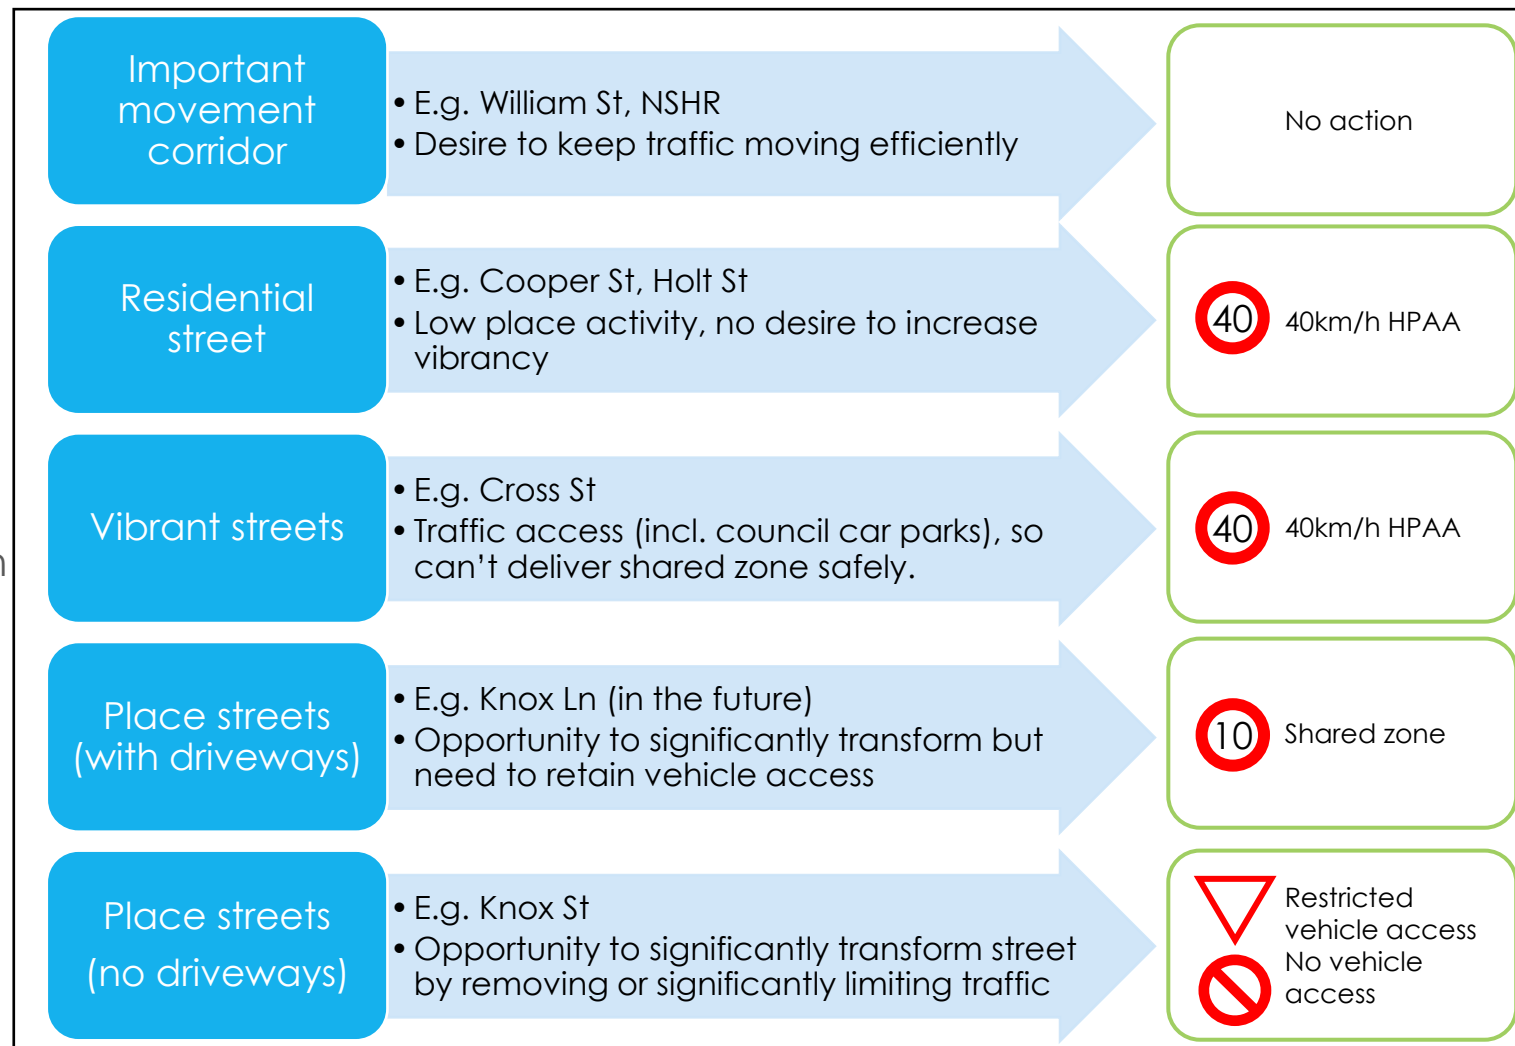 Important
movement
corridor
• E.g. William St, NSHR
• Desire to keep traffic moving efficiently
No action
Residential
street
• E.g. Cooper St, Holt St
• Low place activity, no desire to increase
vibrancy
40
40km/h HPAA
Vibrant streets
• E.g. Cross St
• Traffic access (incl. council car parks), so
can’t deliver shared zone safely.
40
40km/h HPAA
Place streets
(with driveways)
• E.g. Knox Ln (in the future)
• Opportunity to significantly transform but
need to retain vehicle access
10
Shared zone
Place streets
(no driveways)
• E.g. Knox St
• Opportunity to significantly transform street
by removing or significantly limiting traffic
Restricted
vehicle access
No vehicle
access